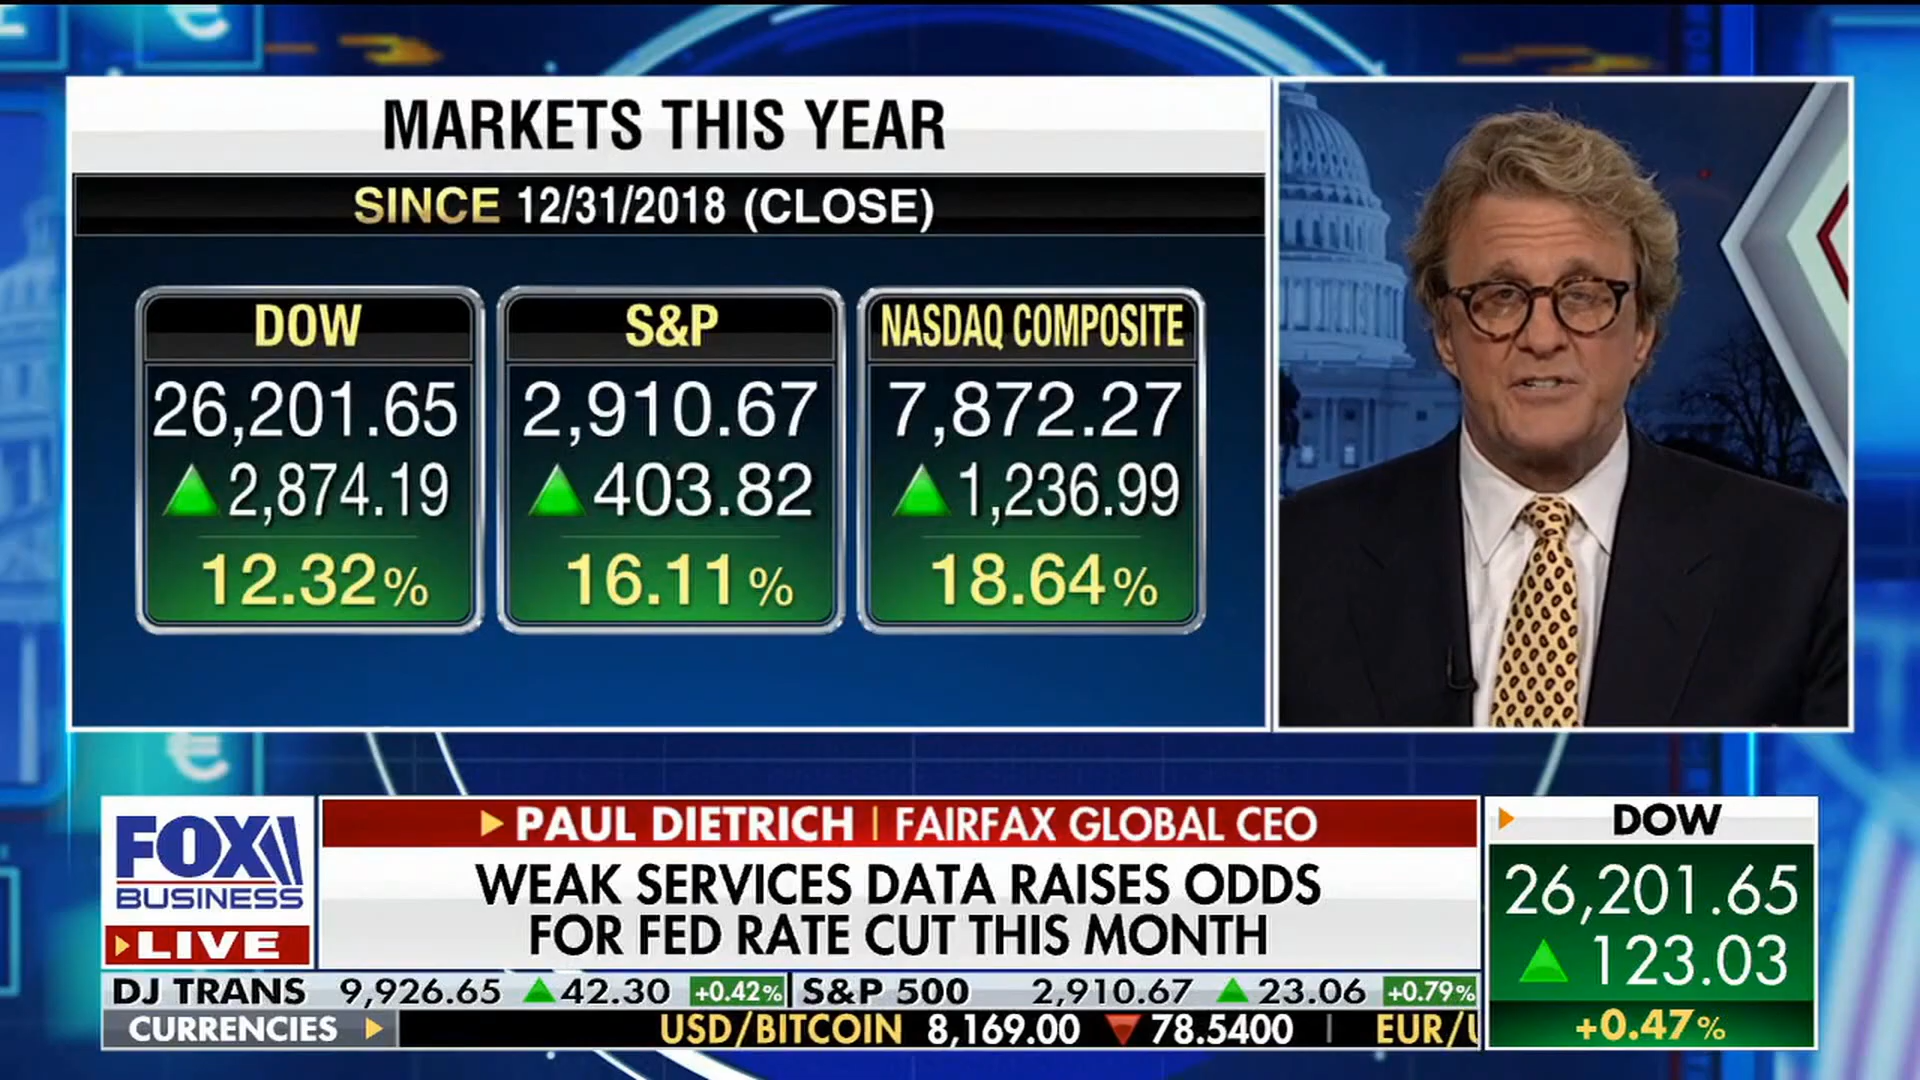 MARKETS THIS YEAR
SINCE 12/31/2018 (CLOSE)
DOW
26,201.65
2,874.19
12.32%
S&P
2,910.67
403.82
16.11%
NASDAQ COMPOSITE
7,872.27
1,236.99
18.64%
FOX
BUSINESS
LIVE
PAUL DIETRICH | FAIRFAX GLOBAL CEO
WEAK SERVICES DATA RAISES ODDS
FOR FED RATE CUT THIS MONTH
DOW
26,201.65
123.03
+0.47%
DJ TRANS 9,926.65 42.30 +0.42% S&P 500 2,910.67 23.06 +0.79%
CURRENCIES USD/BITCOIN 8,169.00 78.5400 | EUR/